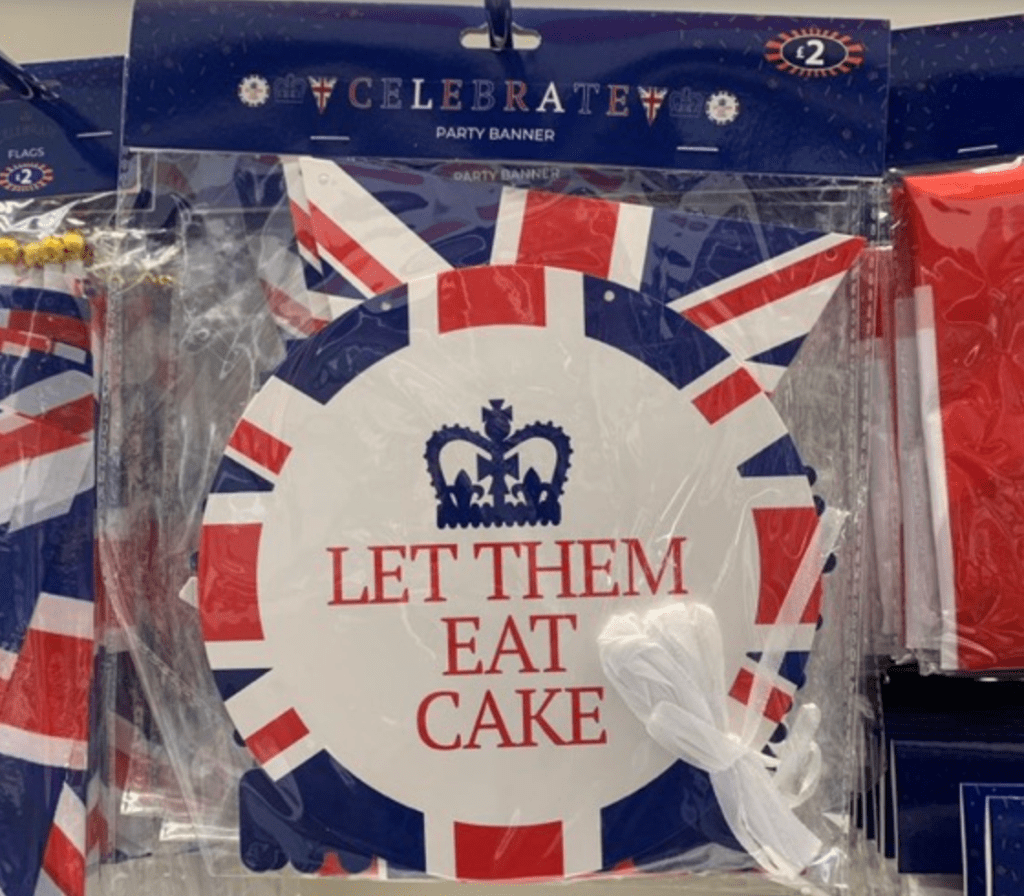 £2
CELEBRATE
PARTY BANNER
PARTY BANNER
FLAGS
£2
LET THEM
EAT
CAKE